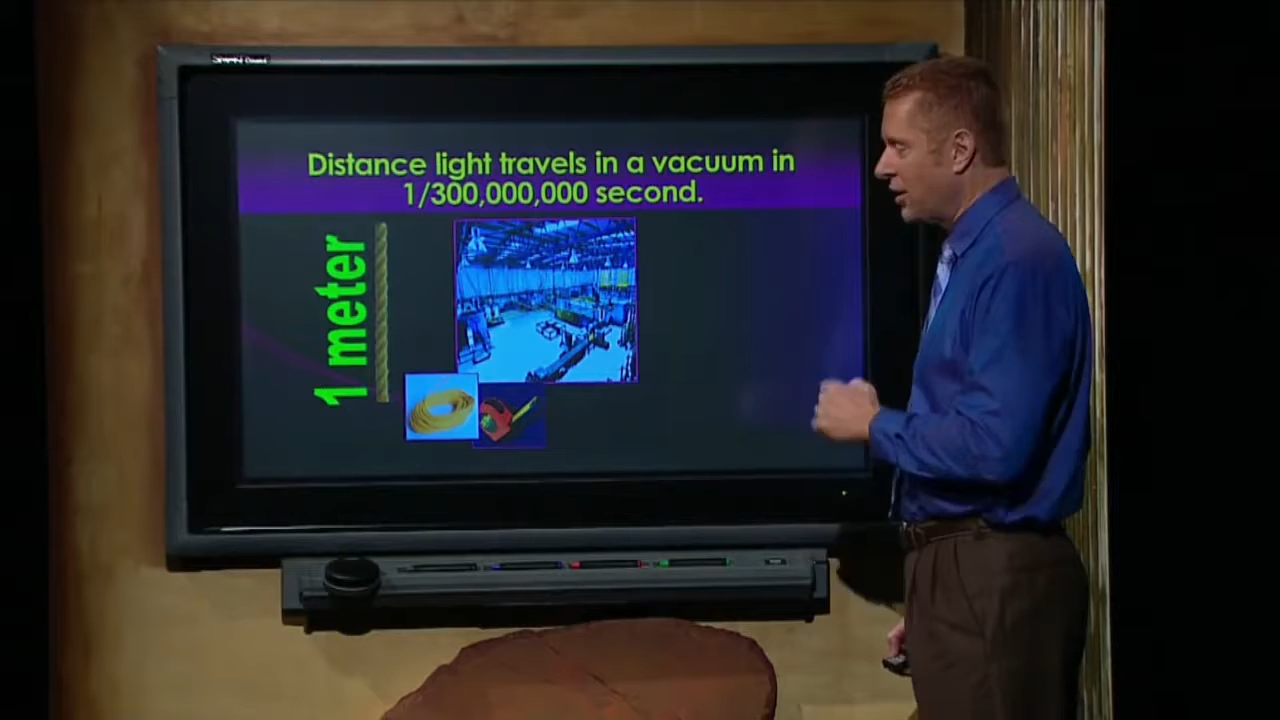 Distance light travels in a vacuum in
1/300,000,000 second.
1 meter